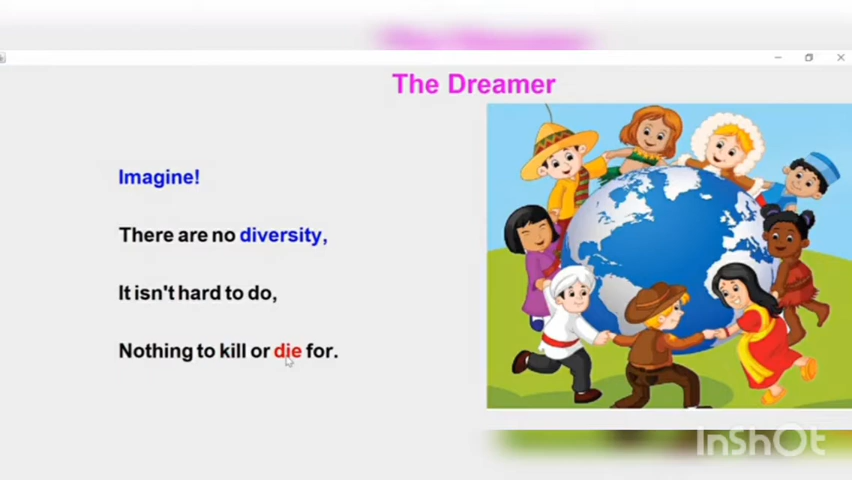 The Dreamer
Imagine!
There are no diversity,
It isn't hard to do,
Nothing to kill or die for.
InShOt